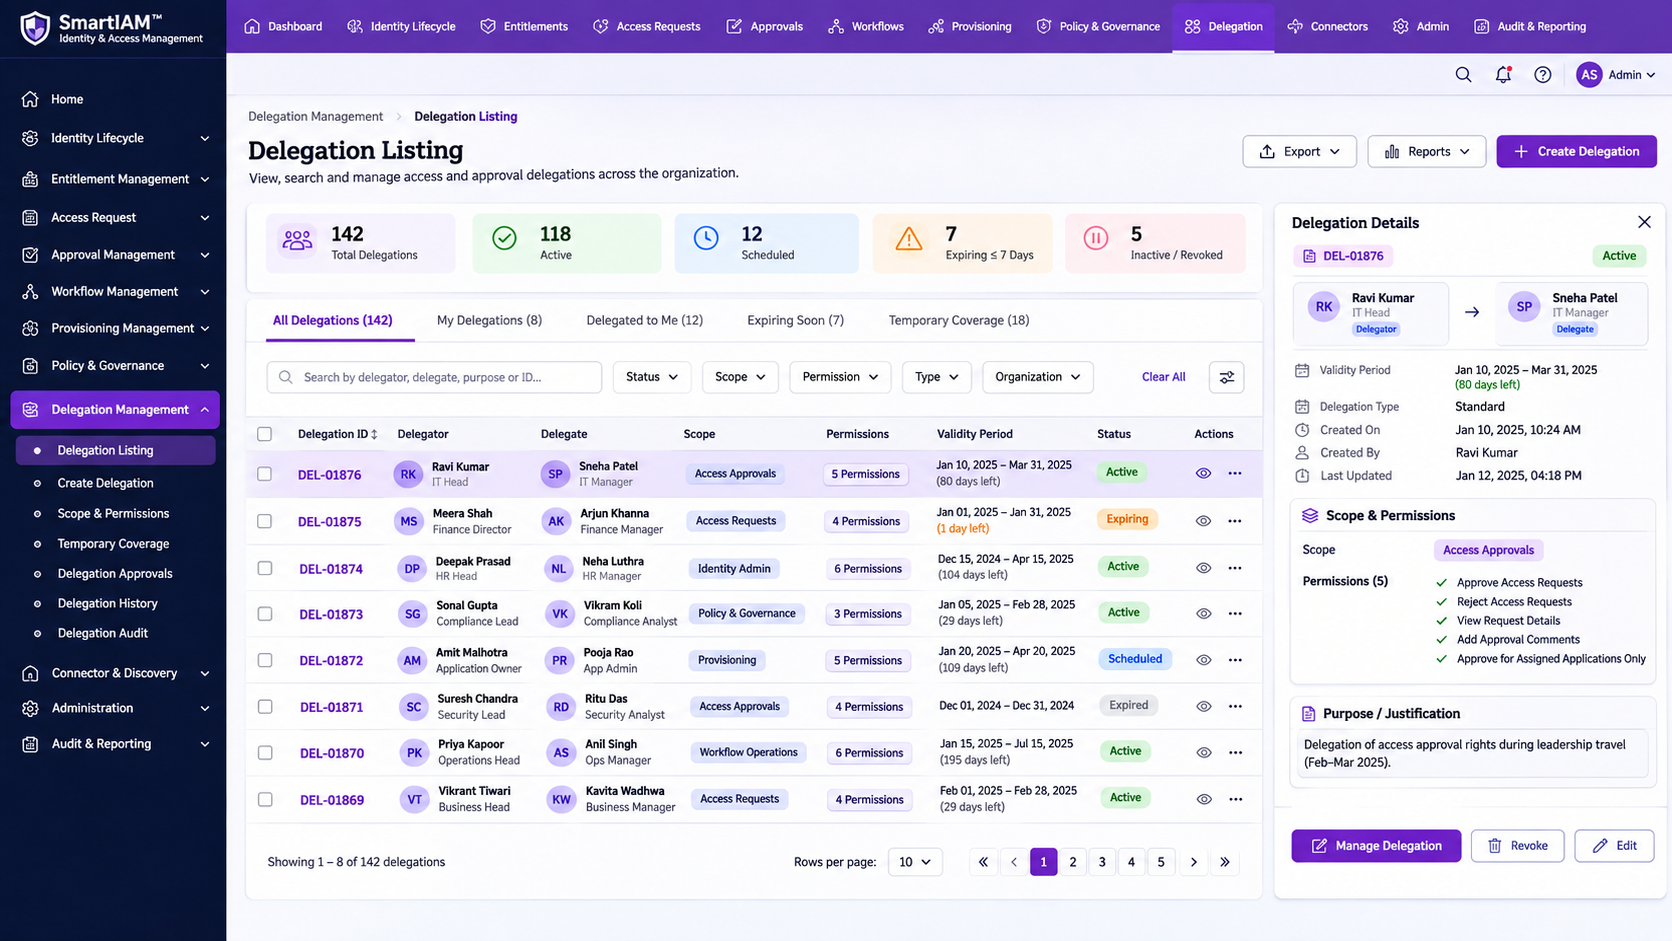 SmartIAM™
Identity & Access Management
Dashboard
Identity Lifecycle
Entitlements
Access Requests
Approvals
Workflows
Provisioning
Policy & Governance
Delegation
Connectors
Admin
Audit & Reporting
AS Admin
Home
Identity Lifecycle
Entitlement Management
Access Request
Approval Management
Workflow Management
Provisioning Management
Policy & Governance
Delegation Management
Delegation Listing
Create Delegation
Scope & Permissions
Temporary Coverage
Delegation Approvals
Delegation History
Delegation Audit
Connector & Discovery
Administration
Audit & Reporting
Delegation Management > Delegation Listing
Delegation Listing
View, search and manage access and approval delegations across the organization.
Export
Reports
+ Create Delegation
142
Total Delegations
118
Active
12
Scheduled
7
Expiring ≤ 7 Days
5
Inactive / Revoked
All Delegations (142)
My Delegations (8)
Delegated to Me (12)
Expiring Soon (7)
Temporary Coverage (18)
Search by delegator, delegate, purpose or ID...
Status
Scope
Permission
Type
Organization
Clear All
Delegation ID Delegator Delegate Scope Permissions Validity Period Status Actions
DEL-01876 RK Ravi Kumar SP Sneha Patel Access Approvals 5 Permissions Jan 10, 2025 – Mar 31, 2025 Active
IT Head IT Manager (80 days left)
DEL-01875 MS Meera Shah AK Arjun Khanna Access Requests 4 Permissions Jan 01, 2025 – Jan 31, 2025 Expiring
Finance Director Finance Manager (1 day left)
DEL-01874 DP Deepak Prasad NL Neha Luthra Identity Admin 6 Permissions Dec 15, 2024 – Apr 15, 2025 Active
HR Head HR Manager (104 days left)
DEL-01873 SG Sonal Gupta VK Vikram Koli Policy & Governance 3 Permissions Jan 05, 2025 – Feb 28, 2025 Active
Compliance Lead Compliance Analyst (29 days left)
DEL-01872 AM Amit Malhotra PR Pooja Rao Provisioning 5 Permissions Jan 20, 2025 – Apr 20, 2025 Scheduled
Application Owner App Admin (109 days left)
DEL-01871 SC Suresh Chandra RD Ritu Das Access Approvals 4 Permissions Dec 01, 2024 – Dec 31, 2024 Expired
Security Lead Security Analyst
DEL-01870 PK Priya Kapoor AS Anil Singh Workflow Operations 6 Permissions Jan 15, 2025 – Jul 15, 2025 Active
Operations Head Ops Manager (195 days left)
DEL-01869 VT Vikrant Tiwari KW Kavita Wadhwa Access Requests 4 Permissions Feb 01, 2025 – Feb 28, 2025 Active
Business Head Business Manager (29 days left)
Showing 1 – 8 of 142 delegations
Rows per page: 10
« < 1 2 3 4 5 > »
Delegation Details
DEL-01876 Active
RK Ravi Kumar
IT Head
Delegator
→
SP Sneha Patel
IT Manager
Delegate
Validity Period Jan 10, 2025 – Mar 31, 2025
(80 days left)
Delegation Type Standard
Created On Jan 10, 2025, 10:24 AM
Created By Ravi Kumar
Last Updated Jan 12, 2025, 04:18 PM
Scope & Permissions
Scope Access Approvals
Permissions (5)
Approve Access Requests
Reject Access Requests
View Request Details
Add Approval Comments
Approve for Assigned Applications Only
Purpose / Justification
Delegation of access approval rights during leadership travel
(Feb–Mar 2025).
Manage Delegation
Revoke
Edit